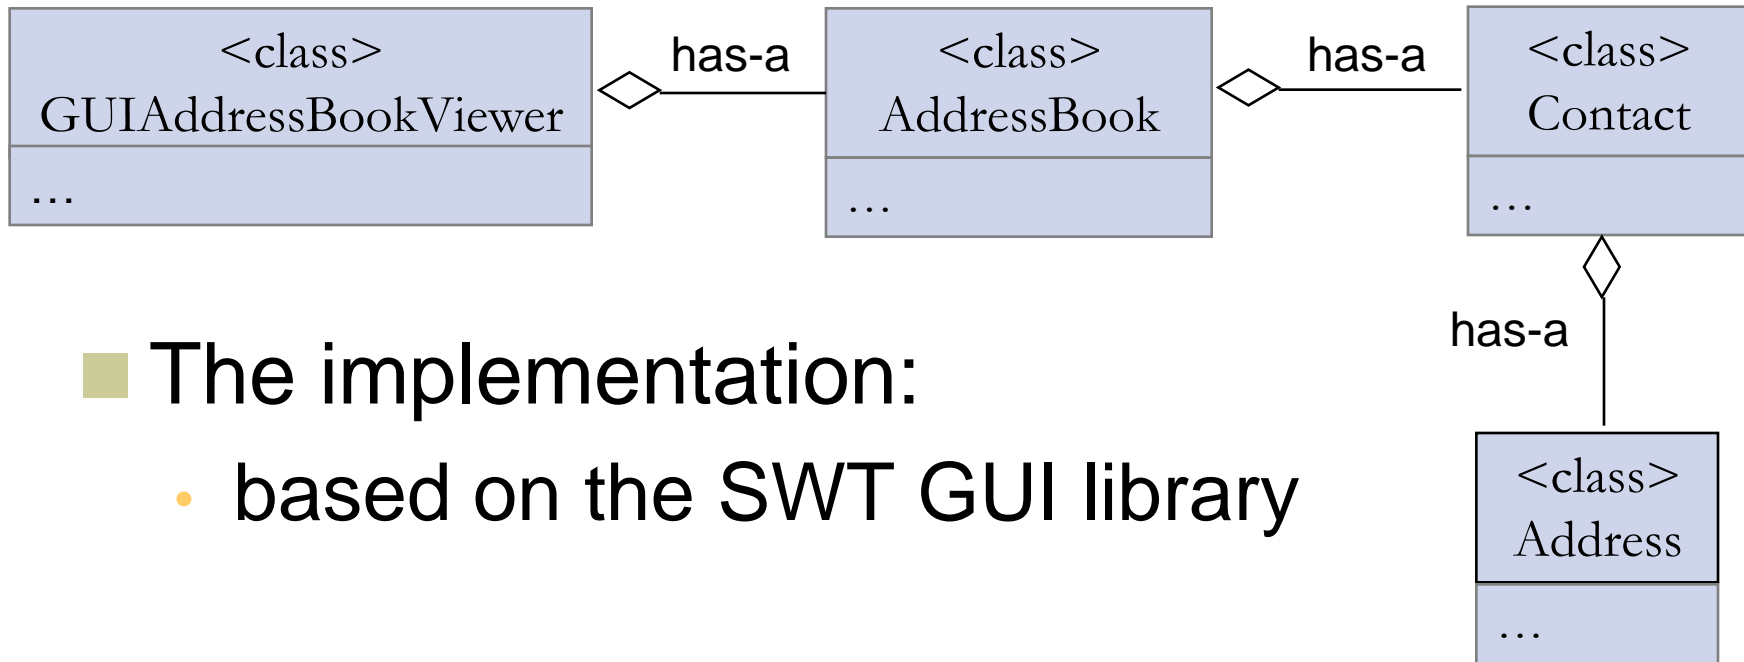 <class>
GUIAddressBookViewer
...
has-a
<class>
AddressBook
...
has-a
<class>
Contact
...
has-a
<class>
Address
...
The implementation:
• based on the SWT GUI library